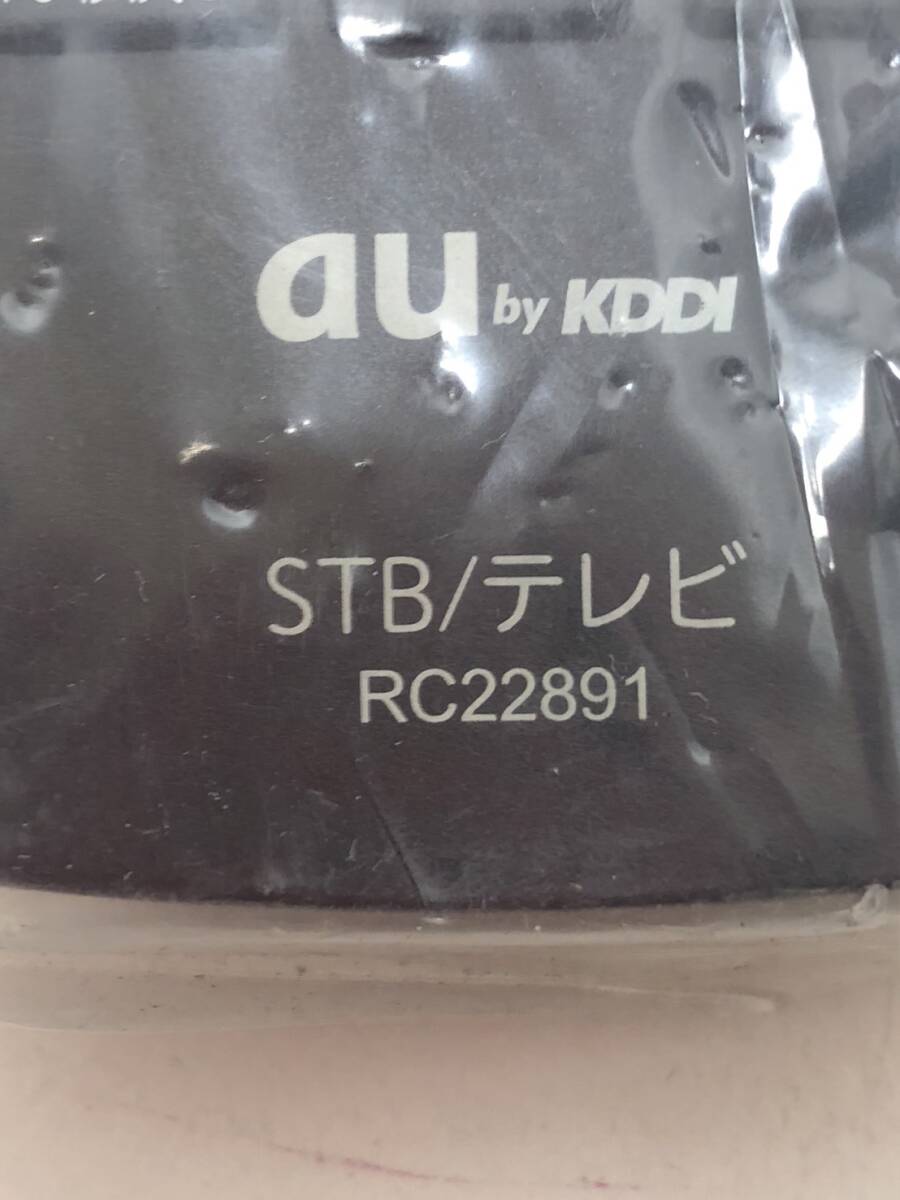 au by KDDI
STB/テレビ
RC22891